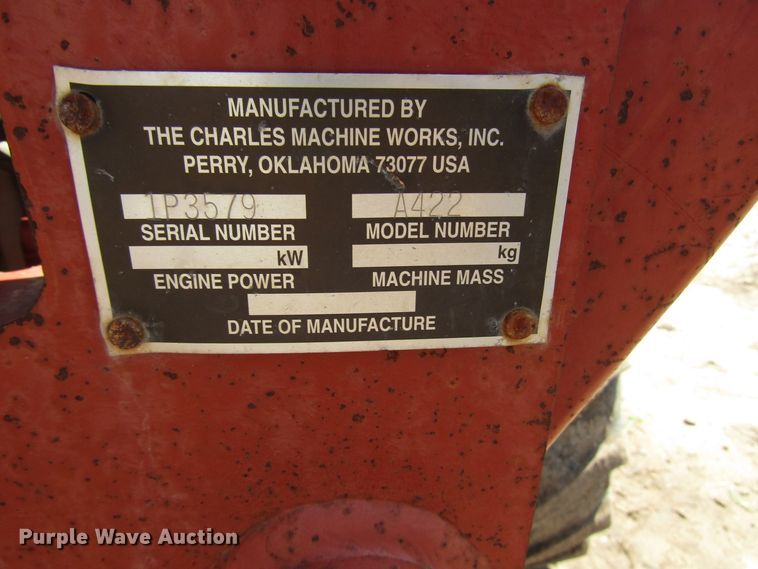 MANUFACTURED BY
THE CHARLES MACHINE WORKS, INC.
PERRY, OKLAHOMA 73077 USA
1P3579 A422
SERIAL NUMBER MODEL NUMBER
kW kg
ENGINE POWER MACHINE MASS
DATE OF MANUFACTURE
Purple Wave Auction